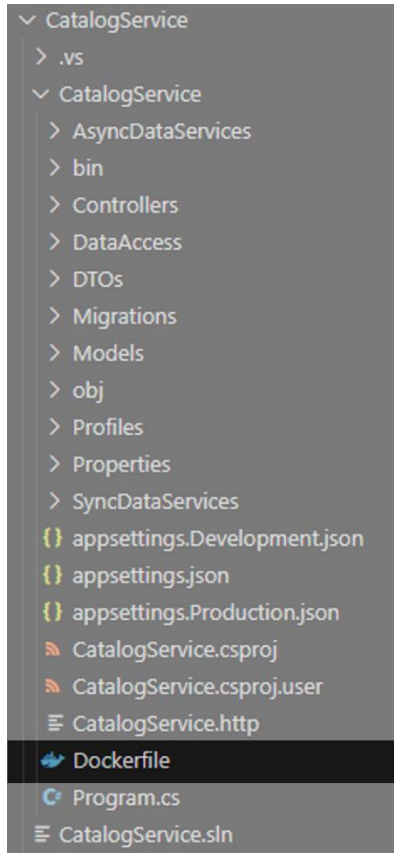 CatalogService
.vs
CatalogService
AsyncDataServices
bin
Controllers
DataAccess
DTOs
Migrations
Models
obj
Profiles
Properties
SyncDataServices
{} appsettings.Development.json
{} appsettings.json
{} appsettings.Production.json
CatalogService.csproj
CatalogService.csproj.user
CatalogService.http
Dockerfile
C# Program.cs
CatalogService.sln